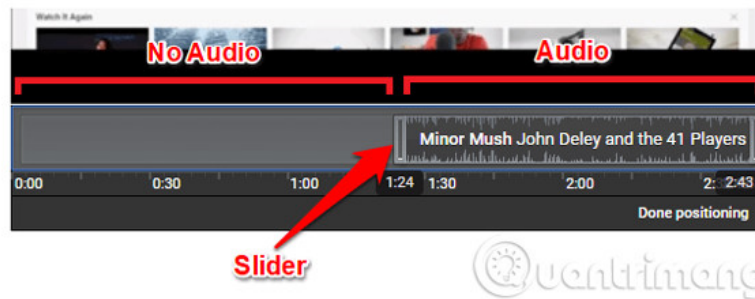 Watch It Again
No Audio
Audio
Minor Mush John Deley and the 41 Players
0:00 0:30 1:00 1:24 1:30 2:00 2:43
Done positioning
Slider
Quantrimang